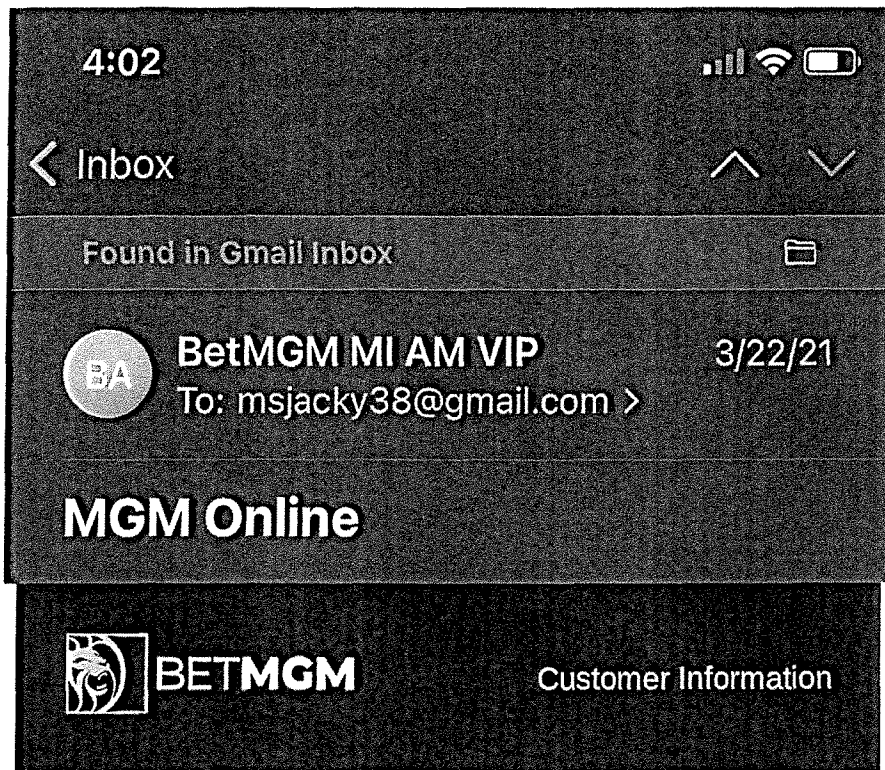 4:02
Inbox
Found in Gmail Inbox
BA
BetMGM MI AM VIP 3/22/21
To: msjacky38@gmail.com >
MGM Online
BETMGM Customer Information